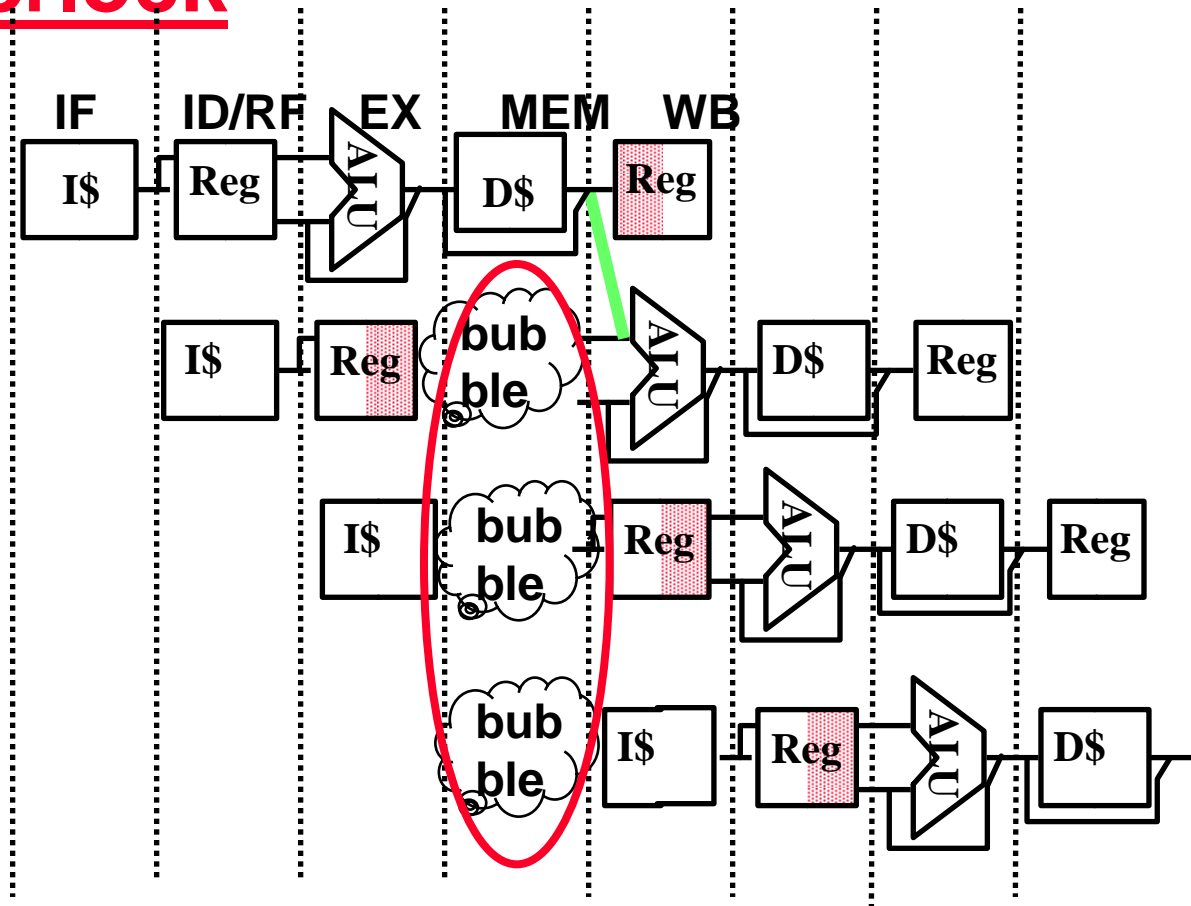 IF ID/RF EX MEM WB
I$ Reg ALU D$ Reg
I$ Reg bub ble ALU D$ Reg
I$ bub ble Reg ALU D$ Reg
bub ble I$ Reg ALU D$